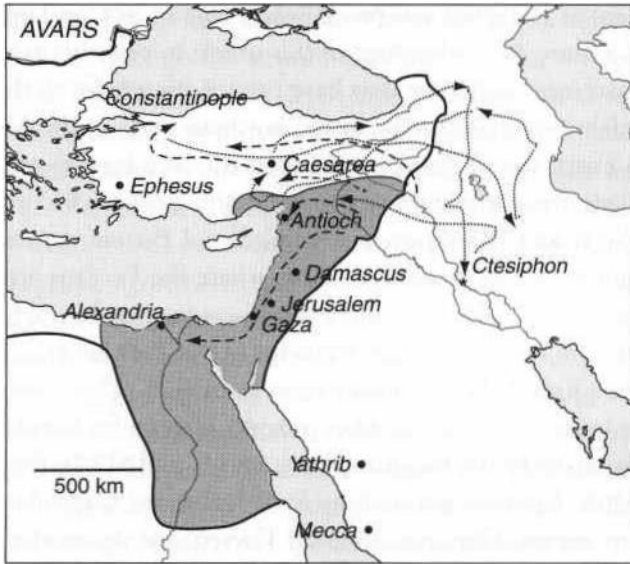 AVARS
Constantinople
Caesarea
Ephesus
Antioch
Ctesiphon
Damascus
Jerusalem
Alexandria
Gaza
Yathrib
500 km
Mecca